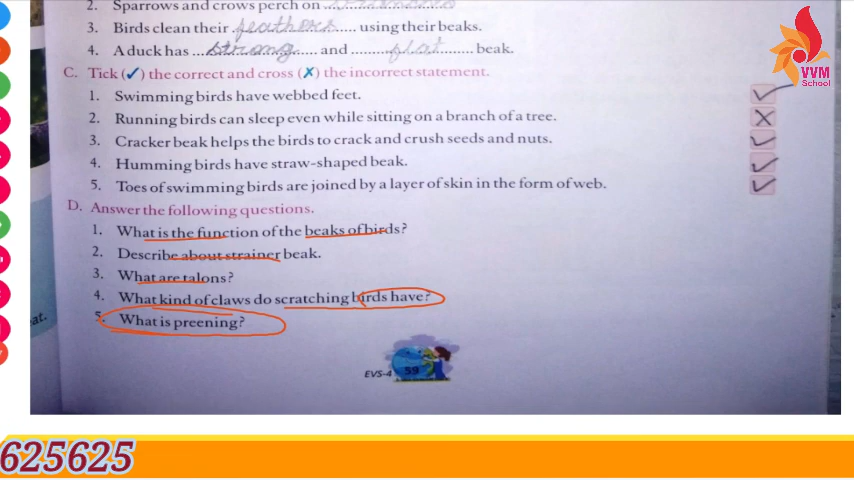 2. Sparrows and crows perch on
3. Birds clean their feathers using their beaks.
4. A duck has strong and flat beak.
C. Tick (✓) the correct and cross (✗) the incorrect statement.
1. Swimming birds have webbed feet. ✓
2. Running birds can sleep even while sitting on a branch of a tree. ✗
3. Cracker beak helps the birds to crack and crush seeds and nuts. ✓
4. Humming birds have straw-shaped beak. ✓
5. Toes of swimming birds are joined by a layer of skin in the form of web. ✓
D. Answer the following questions.
1. What is the function of the beaks of birds?
2. Describe about strainer beak.
3. What are talons?
4. What kind of claws do scratching birds have?
5. What is preening?
at.
EVS-4 59
VVM
School
625625